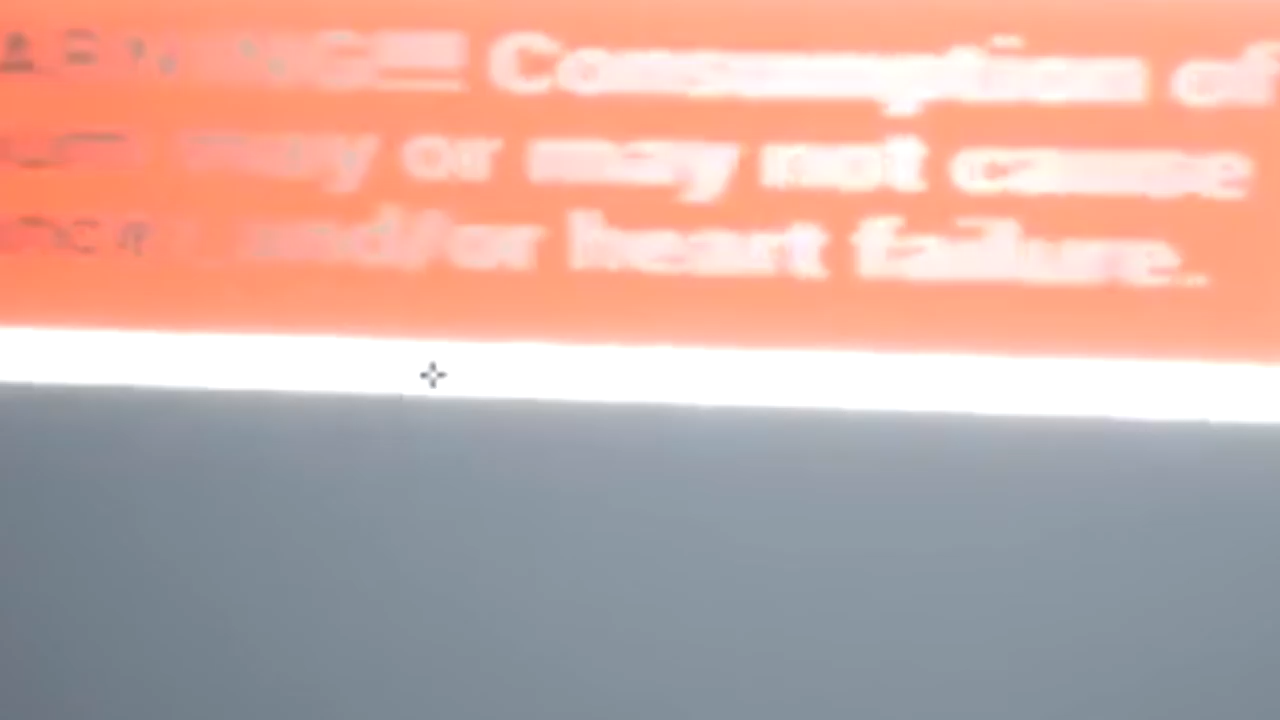 Consumption of
may or may not cause
and/or heart failure.